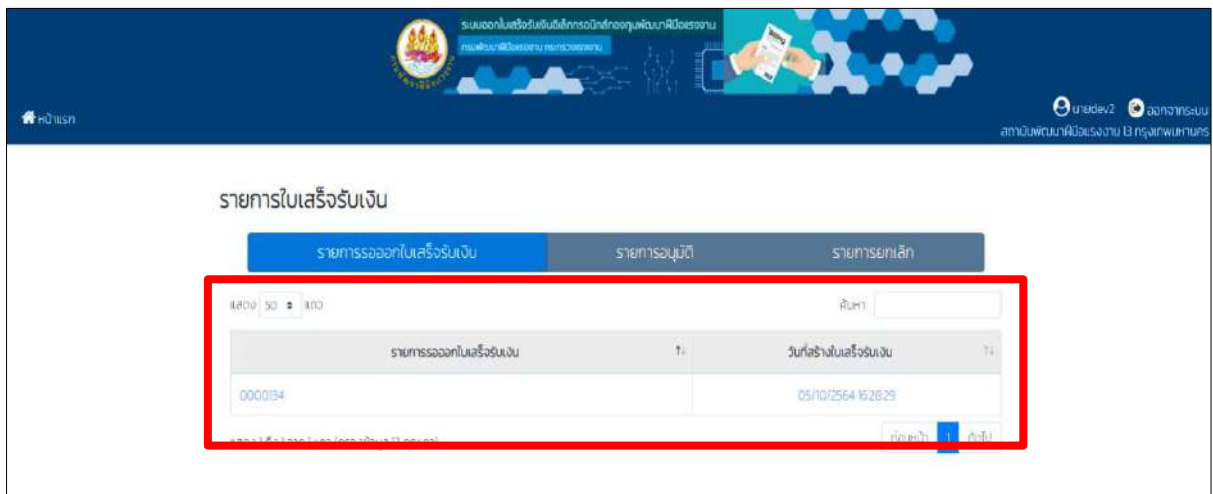 ระบบออกใบเสร็จรับเงินอิเล็กทรอนิกส์กองทุนพัฒนาฝีมือแรงงาน
กรมพัฒนาฝีมือแรงงาน กระทรวงแรงงาน
หน้าแรก
นายdev2 ออกจากระบบ
สถาบันพัฒนาฝีมือแรงงาน 13 กรุงเทพมหานคร
รายการใบเสร็จรับเงิน
รายการรอออกใบเสร็จรับเงิน รายการอนุมัติ รายการยกเลิก
แสดง 50 แถว ค้นหา
รายการรอออกใบเสร็จรับเงิน วันที่สร้างใบเสร็จรับเงิน
0000134 05/10/2564 16:28:29
ก่อนหน้า 1 ถัดไป